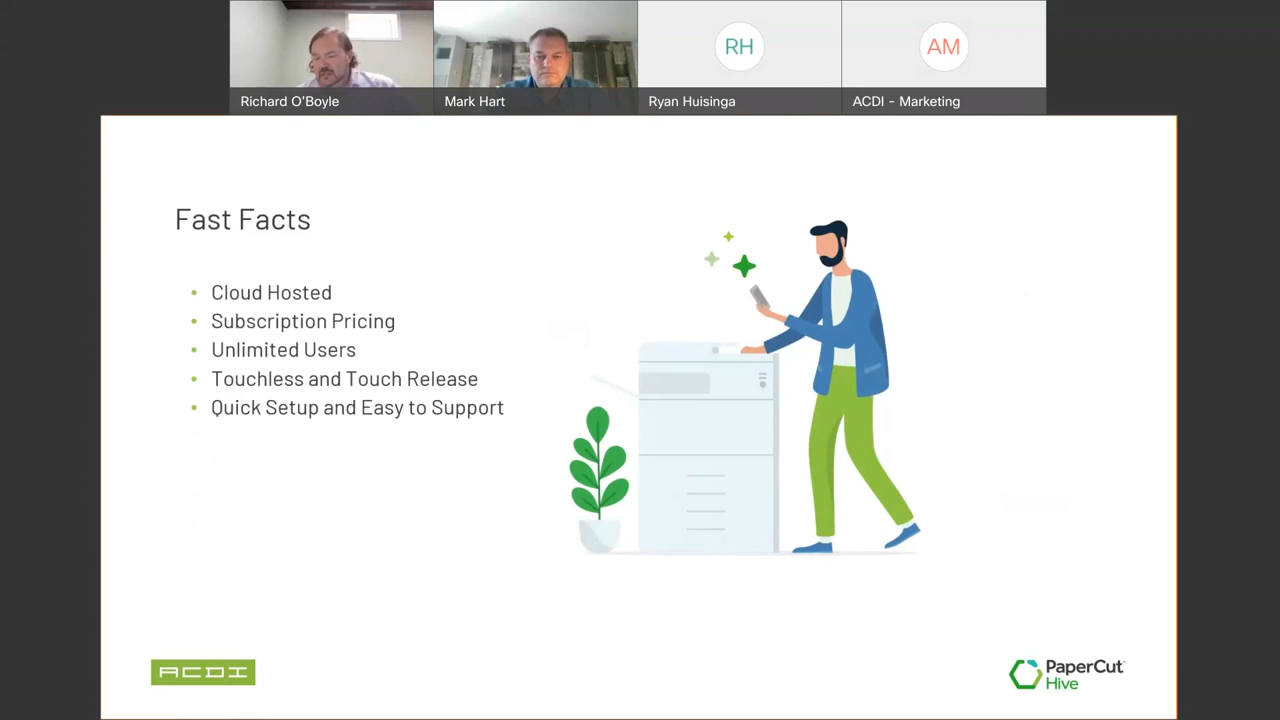 RH
AM
Richard O'Boyle
Mark Hart
Ryan Huisinga
ACDI - Marketing
Fast Facts
• Cloud Hosted
• Subscription Pricing
• Unlimited Users
• Touchless and Touch Release
• Quick Setup and Easy to Support
ACDI
PaperCut
Hive